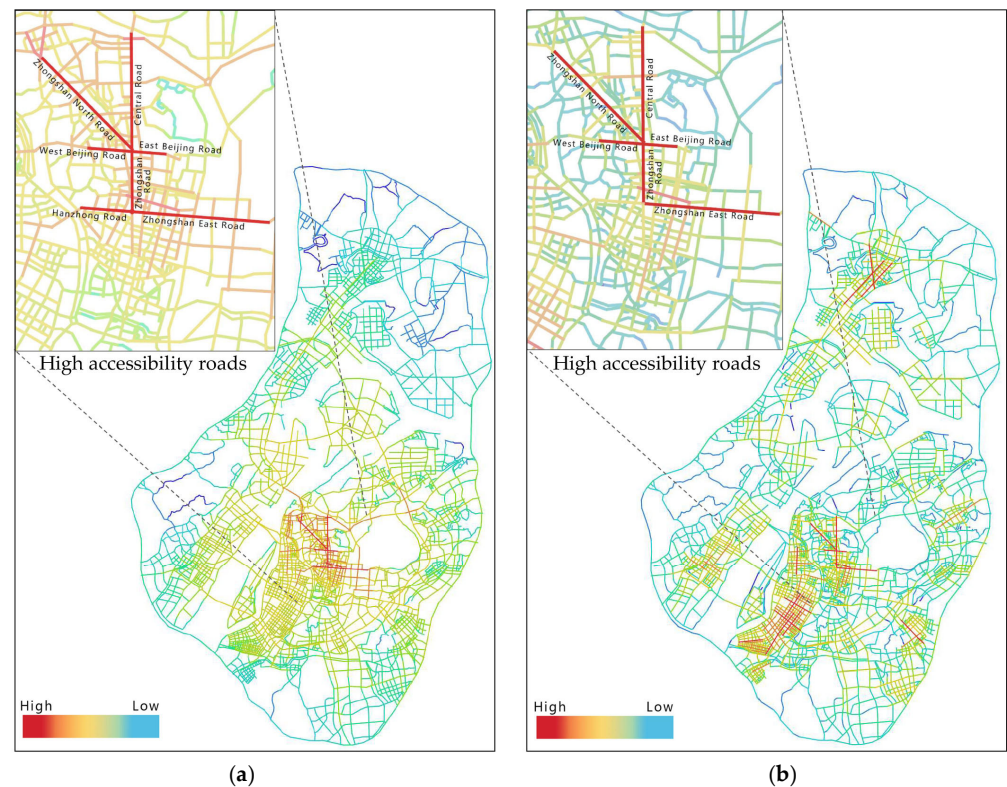 Zhongshan North Road
Central Road
West Beijing Road
East Beijing Road
Zhongshan
Road
Hanzhong Road
Zhongshan East Road
High accessibility roads
High
Low
(a)
Zhongshan North Road
Central Road
West Beijing Road
East Beijing Road
Zhongshan
Road
Zhongshan East Road
High accessibility roads
High
Low
(b)